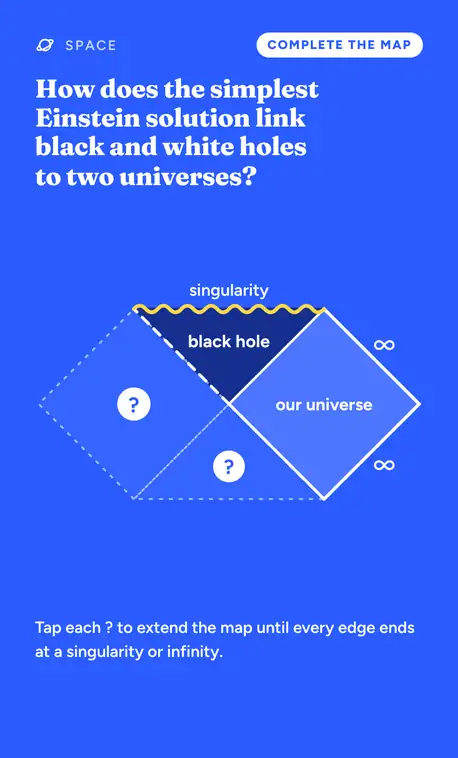 SPACE
COMPLETE THE MAP
How does the simplest
Einstein solution link
black and white holes
to two universes?
singularity
black hole
∞
?
our universe
?
∞
Tap each ? to extend the map until every edge ends
at a singularity or infinity.